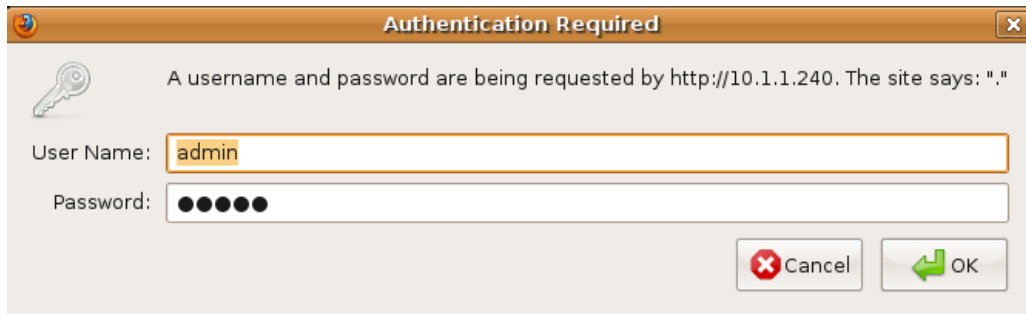 Authentication Required
A username and password are being requested by http://10.1.1.240. The site says: "."
User Name: admin
Password: ●●●●●
Cancel OK